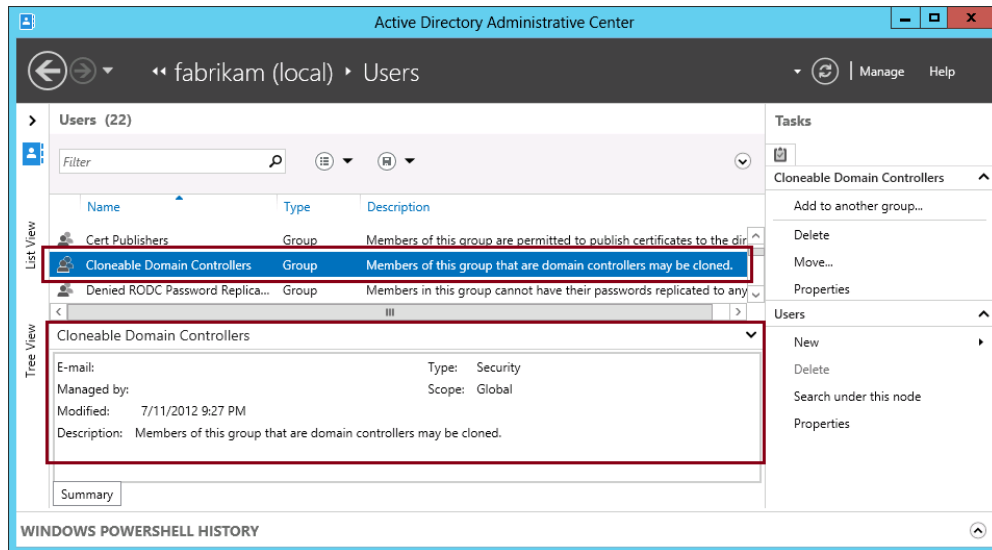 Active Directory Administrative Center
fabrikam (local) Users
Manage Help
Users (22)
Filter
Name Type Description
Cert Publishers Group Members of this group are permitted to publish certificates to the dir
Cloneable Domain Controllers Group Members of this group that are domain controllers may be cloned.
Denied RODC Password Replica... Group Members in this group cannot have their passwords replicated to any
List View
Tree View
Cloneable Domain Controllers
E-mail: Type: Security
Managed by: Scope: Global
Modified: 7/11/2012 9:27 PM
Description: Members of this group that are domain controllers may be cloned.
Summary
Tasks
Cloneable Domain Controllers
Add to another group...
Delete
Move...
Properties
Users
New
Delete
Search under this node
Properties
WINDOWS POWERSHELL HISTORY